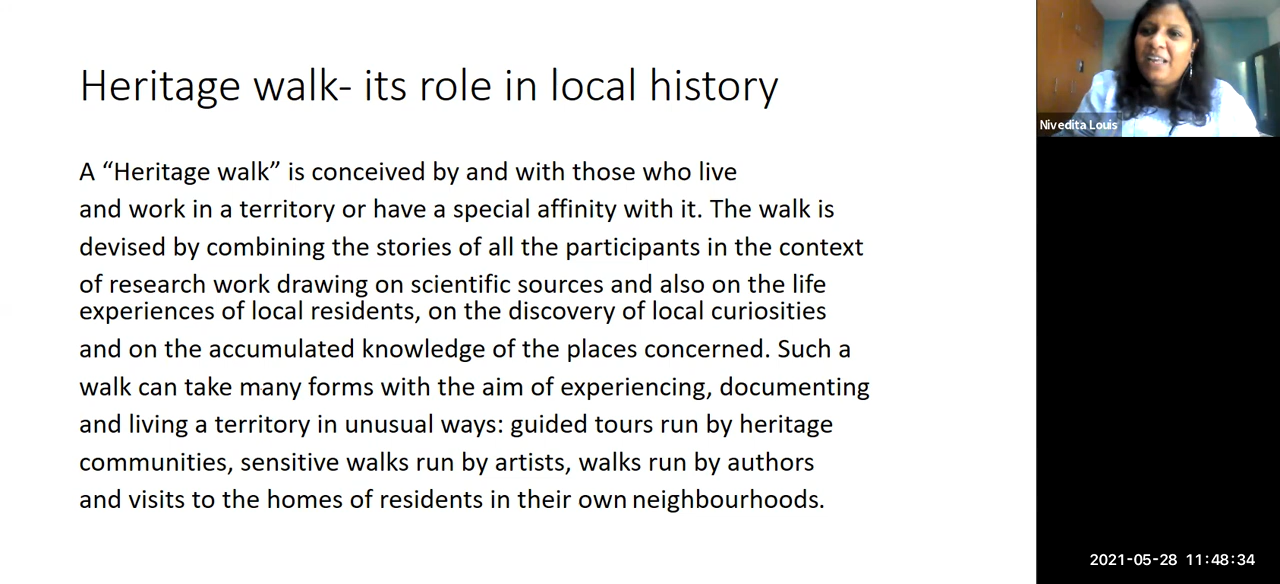 Heritage walk- its role in local history
A “Heritage walk” is conceived by and with those who live
and work in a territory or have a special affinity with it. The walk is
devised by combining the stories of all the participants in the context
of research work drawing on scientific sources and also on the life
experiences of local residents, on the discovery of local curiosities
and on the accumulated knowledge of the places concerned. Such a
walk can take many forms with the aim of experiencing, documenting
and living a territory in unusual ways: guided tours run by heritage
communities, sensitive walks run by artists, walks run by authors
and visits to the homes of residents in their own neighbourhoods.
Nivedita Louis
2021-05-28 11:48:34